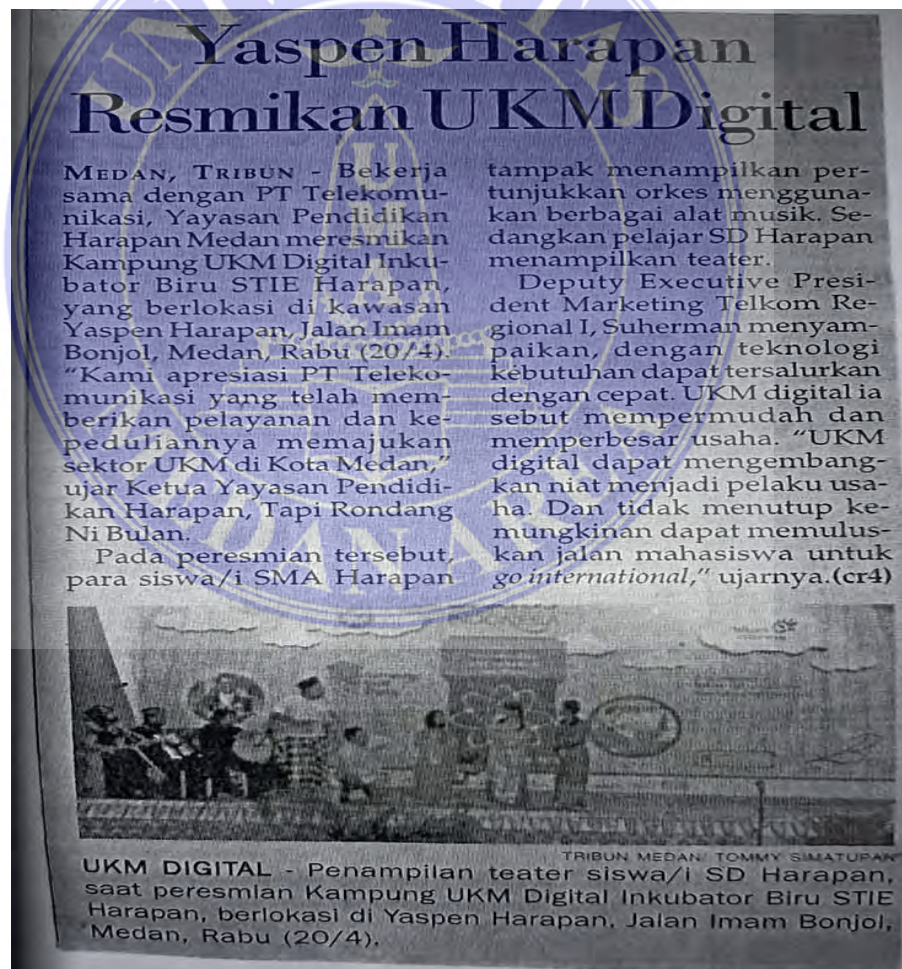 Yaspen Harapan
Resmikan UKM Digital
MEDAN, TRIBUN - Bekerja
sama dengan PT Telekomu-
nikasi, Yayasan Pendidikan
Harapan Medan meresmikan
Kampung UKM Digital Inku-
bator Biru STIE Harapan,
yang berlokasi di kawasan
Yaspen Harapan, Jalan Imam
Bonjol, Medan, Rabu (20/4).
"Kami apresiasi PT Teleko-
munikasi yang telah mem-
berikan pelayanan dan ke-
peduliannya memajukan
sektor UKM di Kota Medan,"
ujar Ketua Yayasan Pendidi-
kan Harapan, Tapi Rondang
Ni Bulan.
Pada peresmian tersebut,
para siswa/i SMA Harapan
tampak menampilkan per-
tunjukkan orkes mengguna-
kan berbagai alat musik. Se-
dangkan pelajar SD Harapan
menampilkan teater.
Deputy Executive Presi-
dent Marketing Telkom Re-
gional I, Suherman menyam-
paikan, dengan teknologi
kebutuhan dapat tersalurkan
dengan cepat. UKM digital ia
sebut mempermudah dan
memperbesar usaha. "UKM
digital dapat mengembang-
kan niat menjadi pelaku usa-
ha. Dan tidak menutup ke-
mungkinan dapat memulus-
kan jalan mahasiswa untuk
go international," ujarnya.(cr4)
INDONESIA
TRIBUN MEDAN/ TOMMY SIMATUPANG
UKM DIGITAL - Penampilan teater siswa/i SD Harapan,
saat peresmian Kampung UKM Digital Inkubator Biru STIE
Harapan, berlokasi di Yaspen Harapan, Jalan Imam Bonjol,
Medan, Rabu (20/4).
UNIVERSITAS
MEDAN AREA
UMA